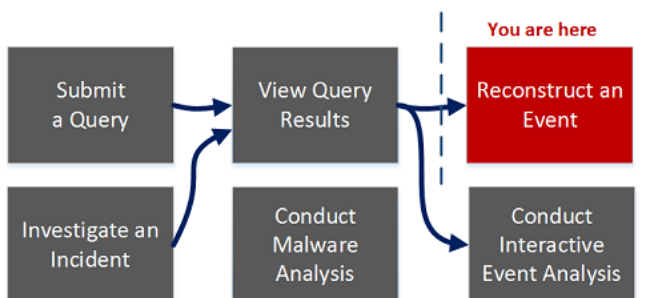 You are here
Submit
a Query
View Query
Results
Reconstruct an
Event
Investigate an
Incident
Conduct
Malware
Analysis
Conduct
Interactive
Event Analysis